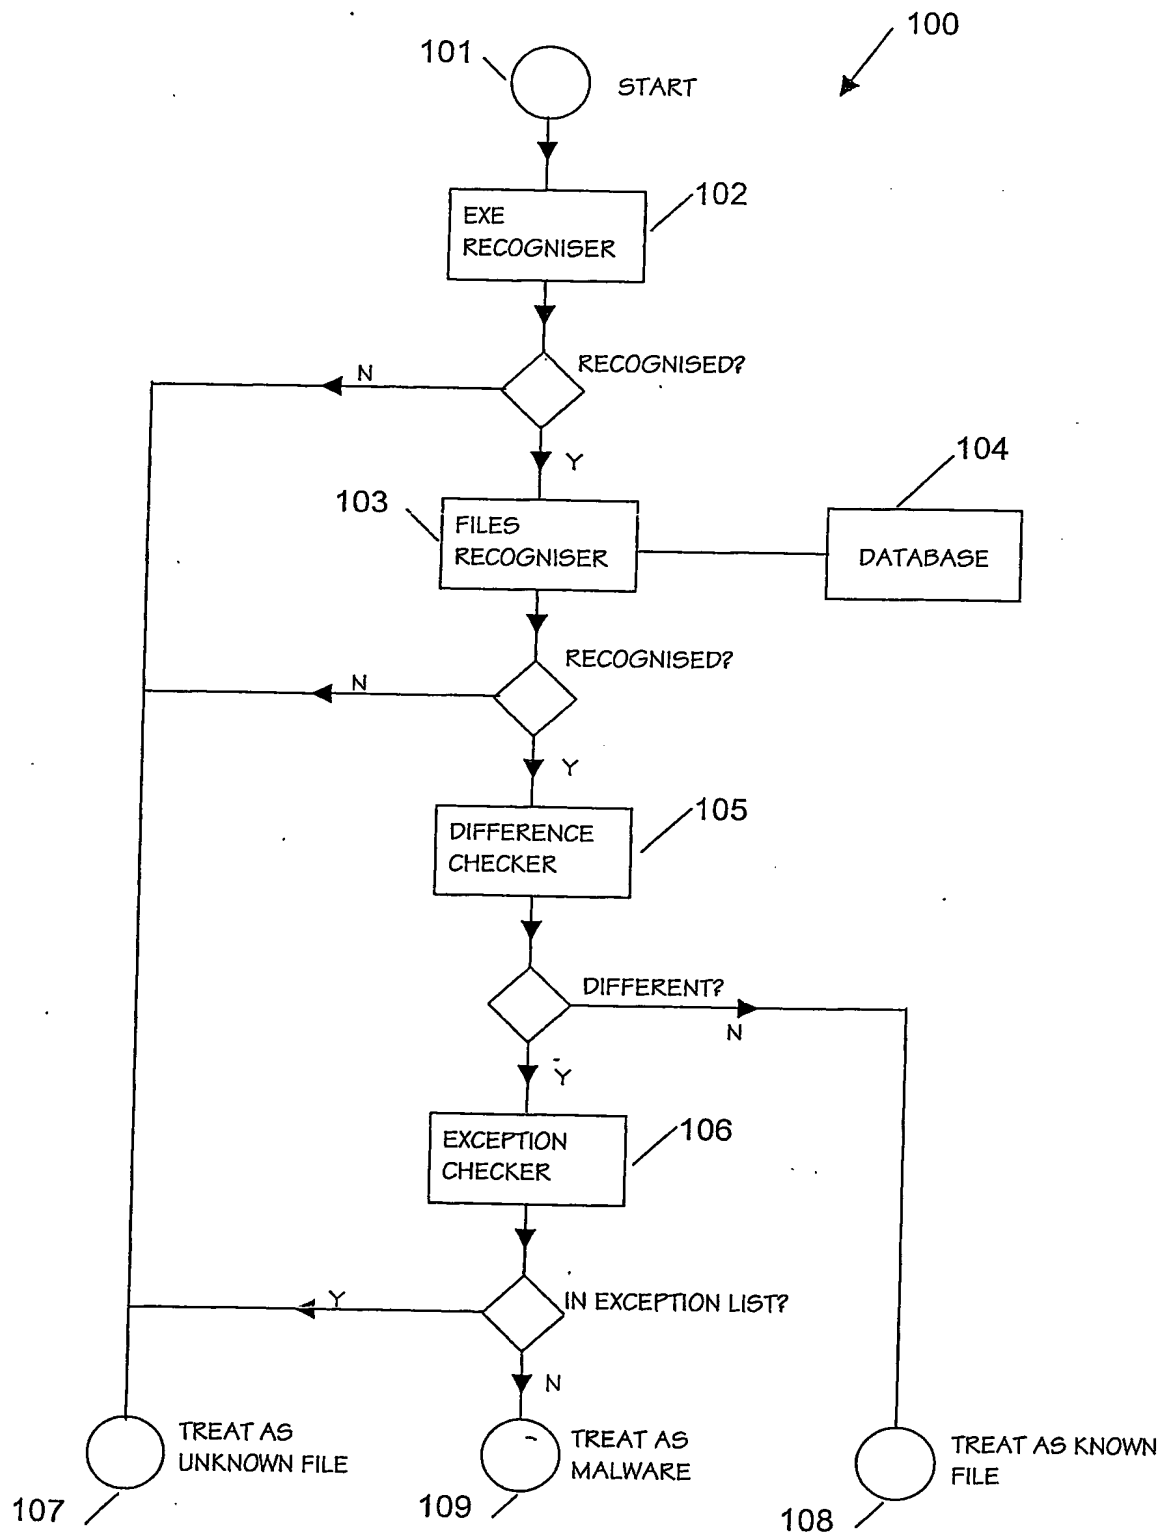 100
101
START
102
EXE
RECOGNISER
RECOGNISED?
N
Y
104
103
FILES
RECOGNISER
DATABASE
RECOGNISED?
N
Y
105
DIFFERENCE
CHECKER
DIFFERENT?
N
Y
106
EXCEPTION
CHECKER
Y
IN EXCEPTION LIST?
N
TREAT AS
UNKNOWN FILE
TREAT AS
MALWARE
TREAT AS KNOWN
FILE
107
109
108